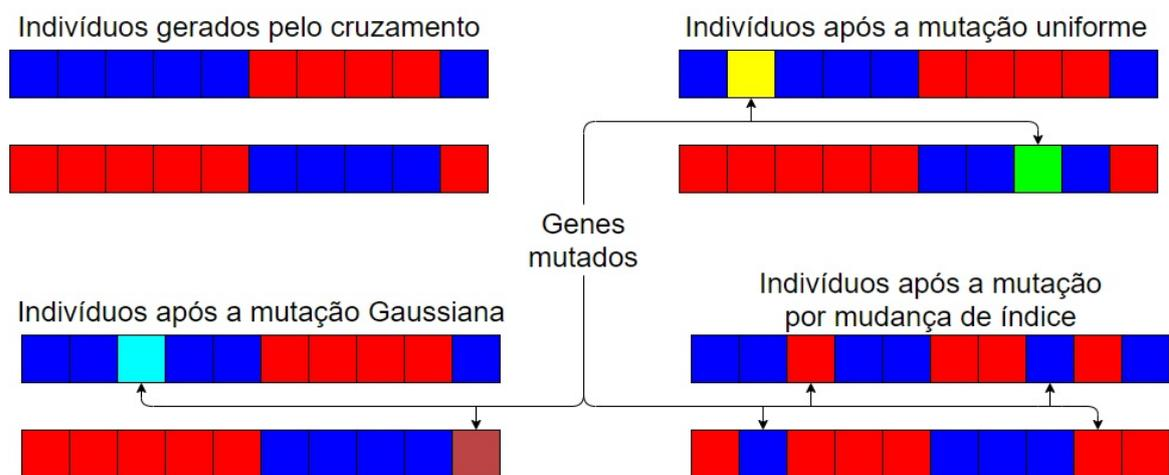 Indivíduos gerados pelo cruzamento
Indivíduos após a mutação uniforme
Genes
mutados
Indivíduos após a mutação Gaussiana
Indivíduos após a mutação
por mudança de índice